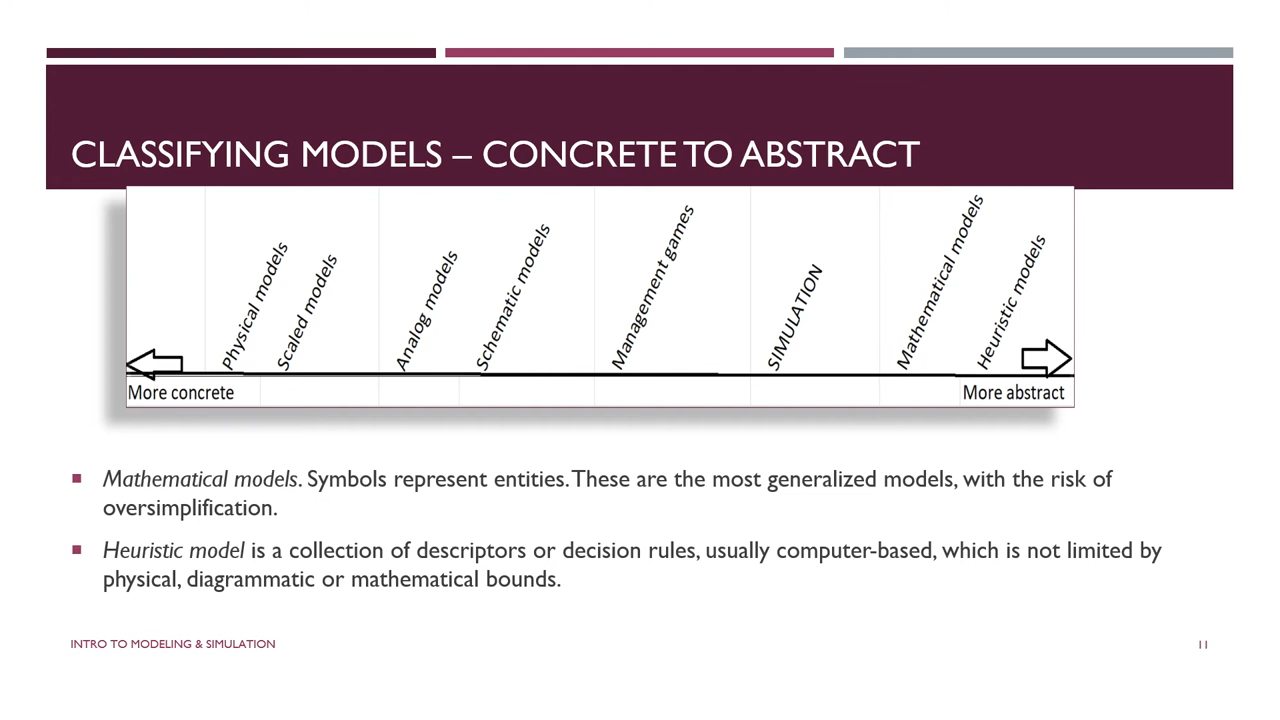 CLASSIFYING MODELS – CONCRETE TO ABSTRACT
Physical models
Scaled models
Analog models
Schematic models
Management games
SIMULATION
Mathematical models
Heuristic models
More concrete
More abstract
Mathematical models. Symbols represent entities. These are the most generalized models, with the risk of
oversimplification.
Heuristic model is a collection of descriptors or decision rules, usually computer-based, which is not limited by
physical, diagrammatic or mathematical bounds.
INTRO TO MODELING & SIMULATION
11